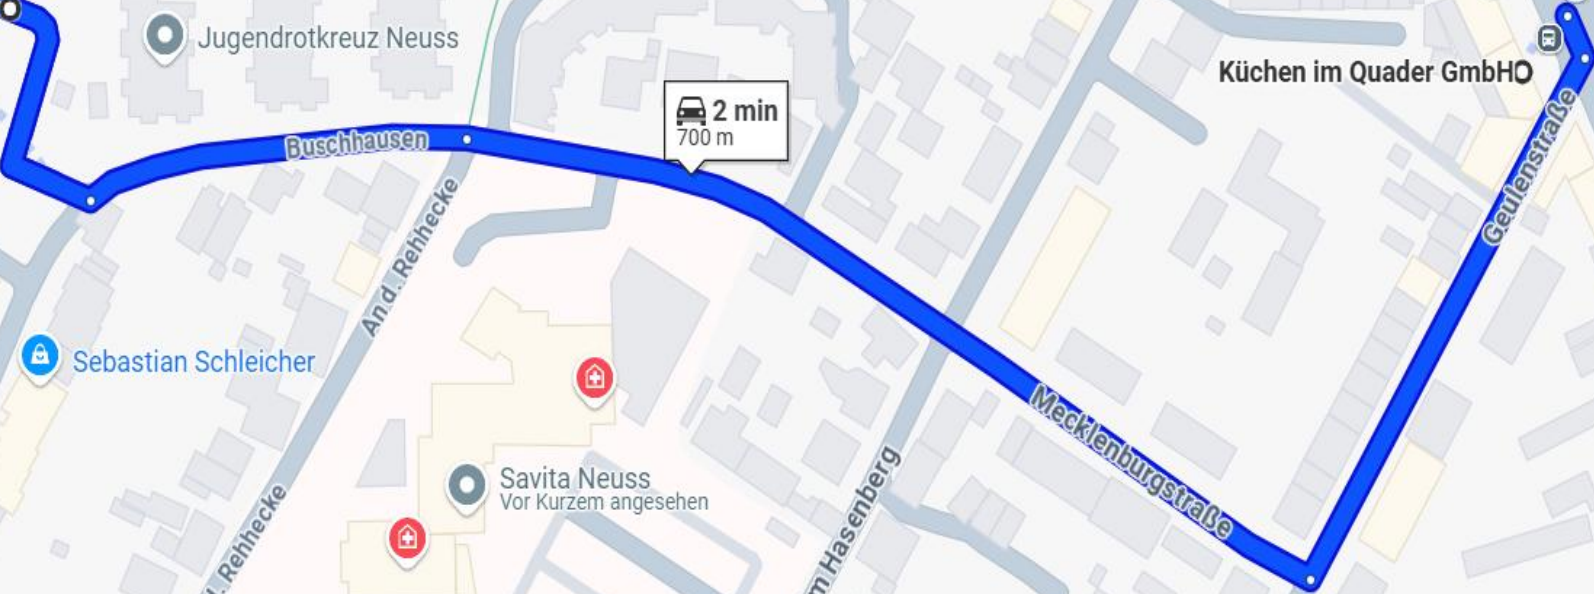 Jugendrotkreuz Neuss
Küchen im Quader GmbH
2 min
700 m
Buschhausen
Geulenstraße
An d. Rehhecke
Sebastian Schleicher
Mecklenburgstraße
Savita Neuss
Vor Kurzem angesehen
m Hasenberg
d. Rehhecke